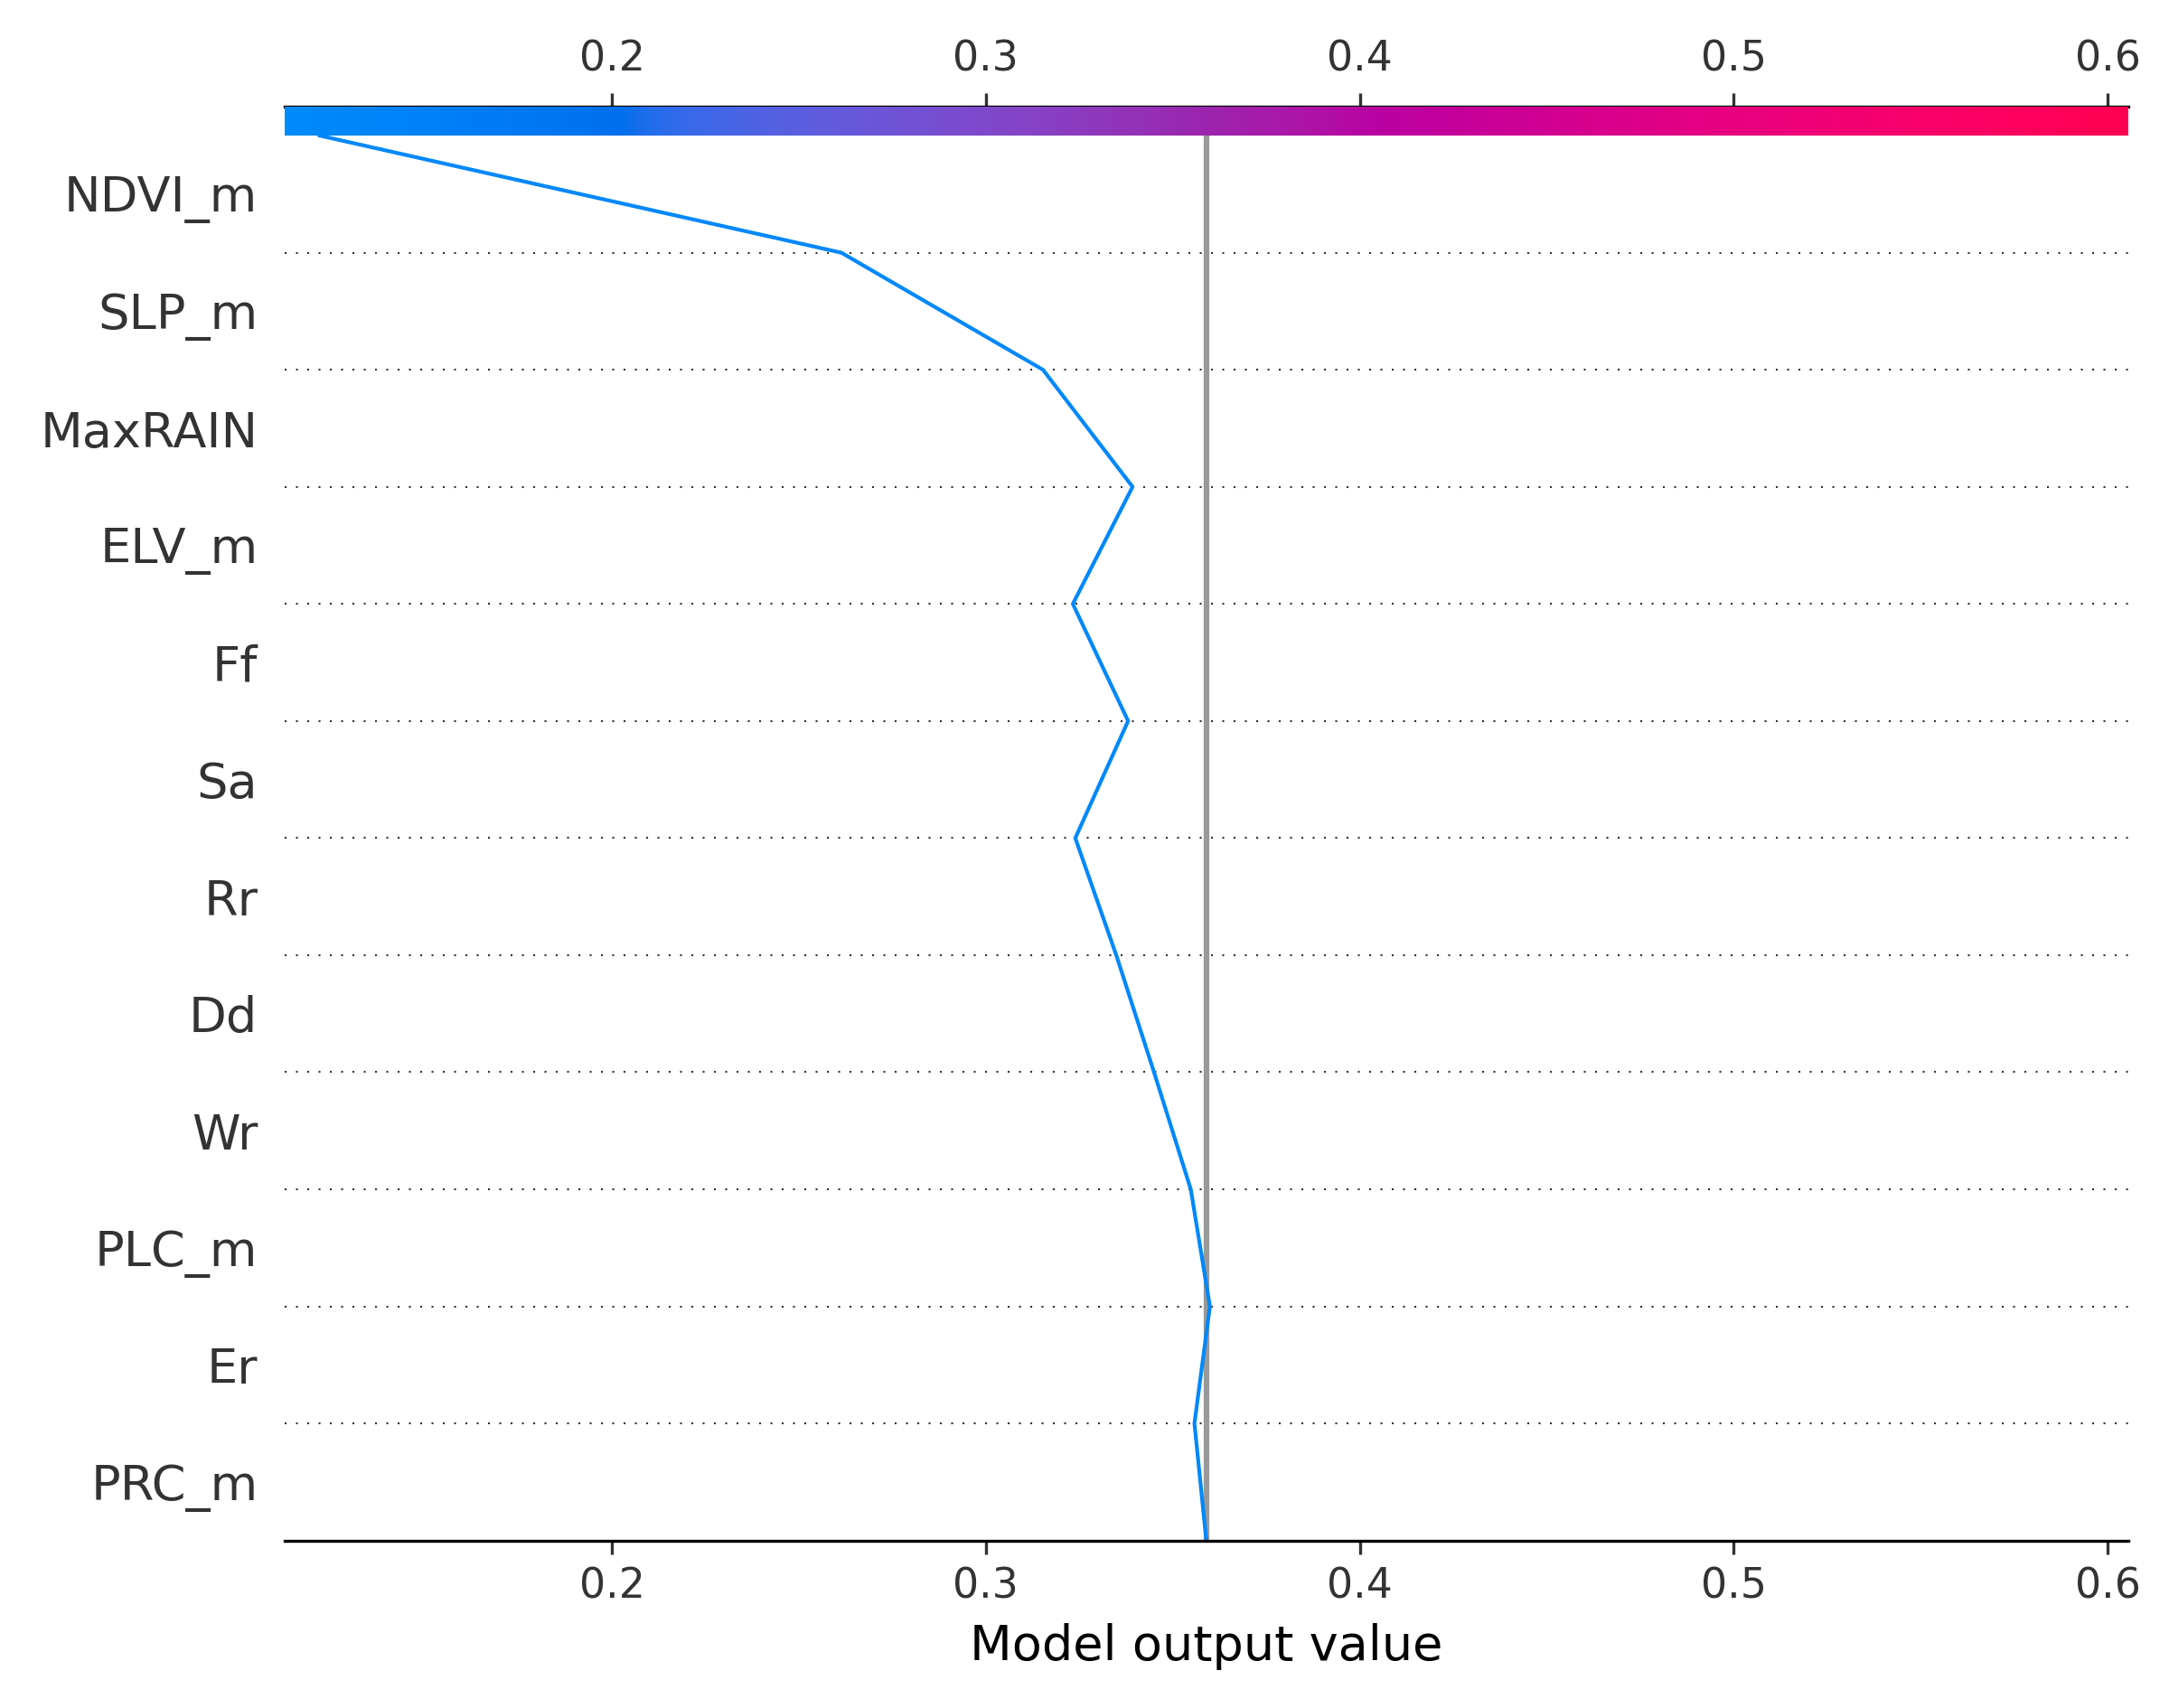 0.2 0.3 0.4 0.5 0.6
NDVI_m
SLP_m
MaxRAIN
ELV_m
Ff
Sa
Rr
Dd
Wr
PLC_m
Er
PRC_m
0.2 0.3 0.4 0.5 0.6
Model output value